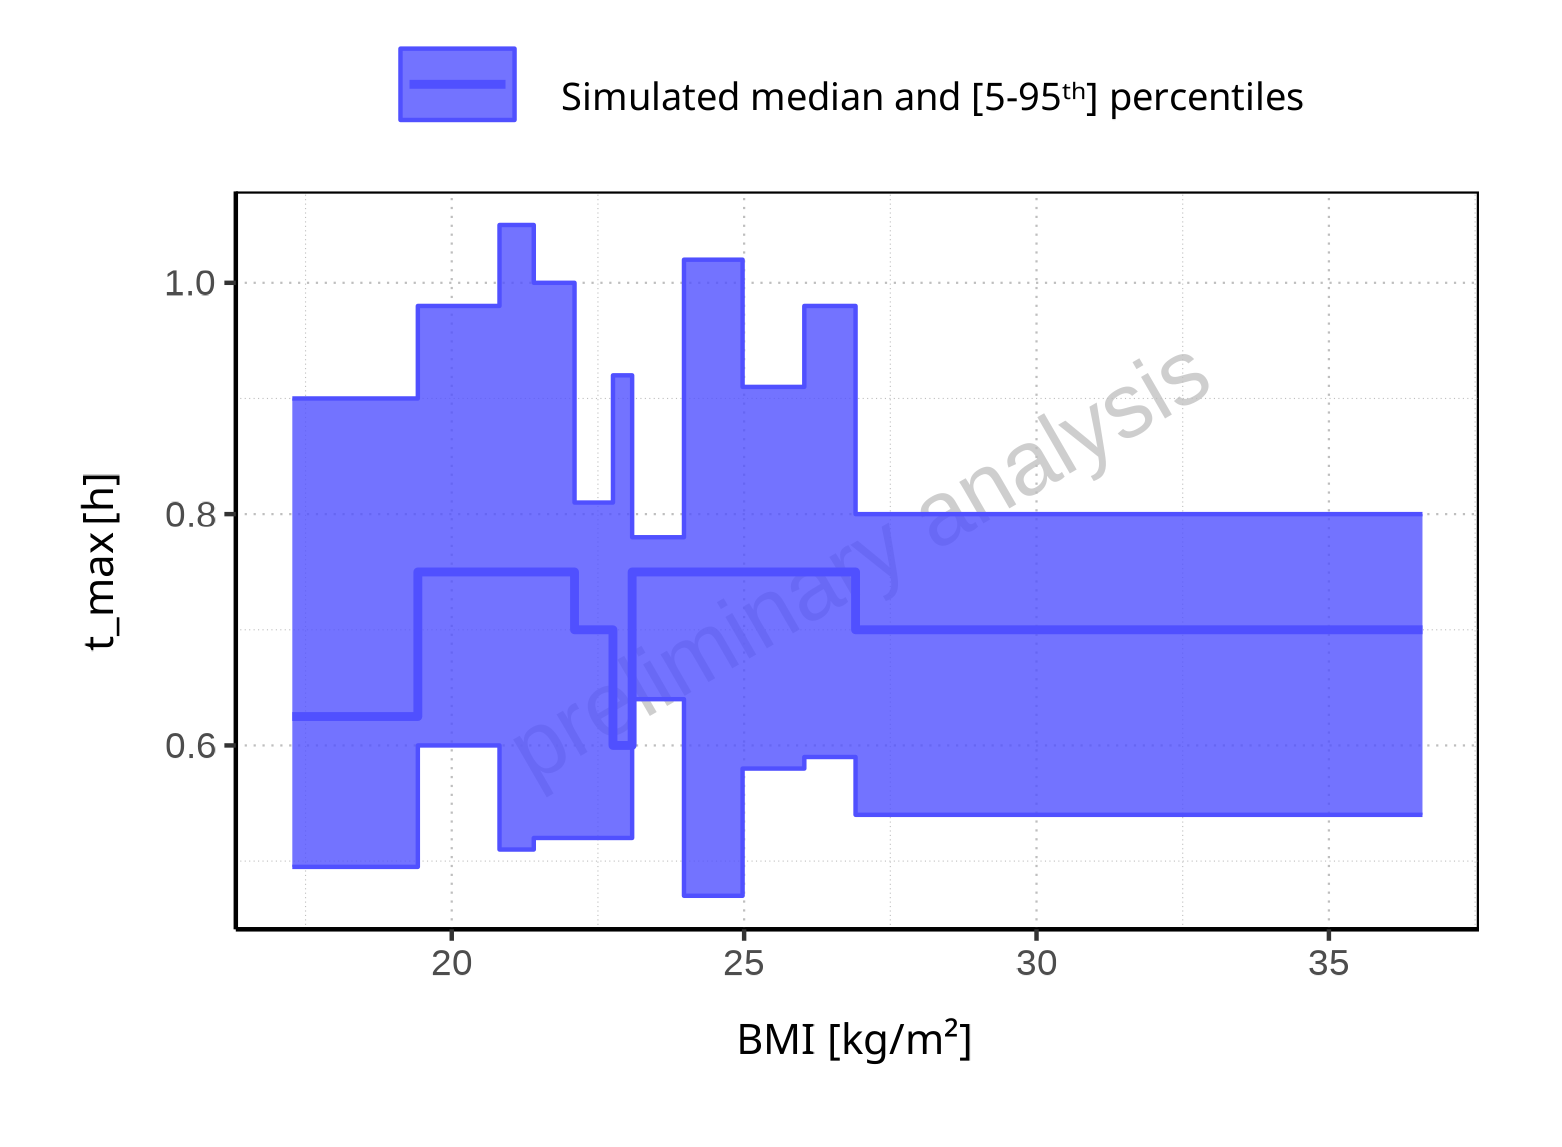 Simulated median and [5-95ᵗʰ] percentiles
t_max [h]
1.0
0.8
0.6
preliminary analysis
20 25 30 35
BMI [kg/m²]